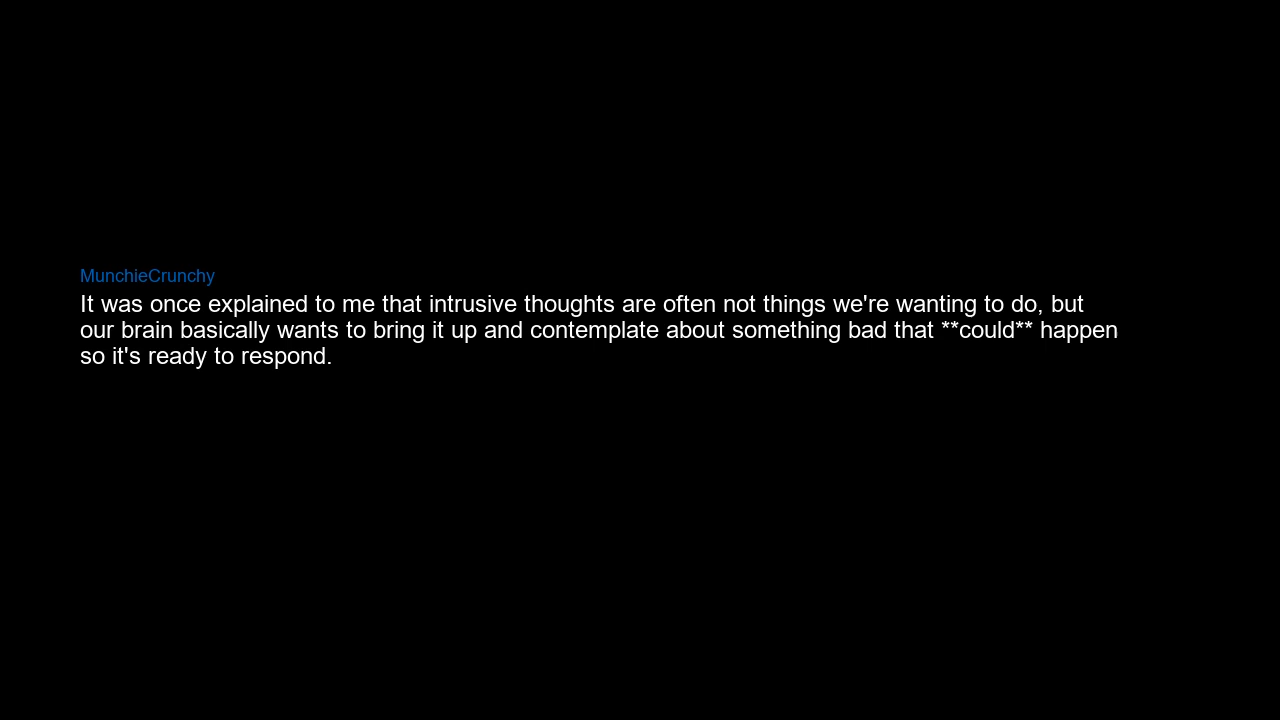 MunchieCrunchy
It was once explained to me that intrusive thoughts are often not things we're wanting to do, but
our brain basically wants to bring it up and contemplate about something bad that **could** happen
so it's ready to respond.